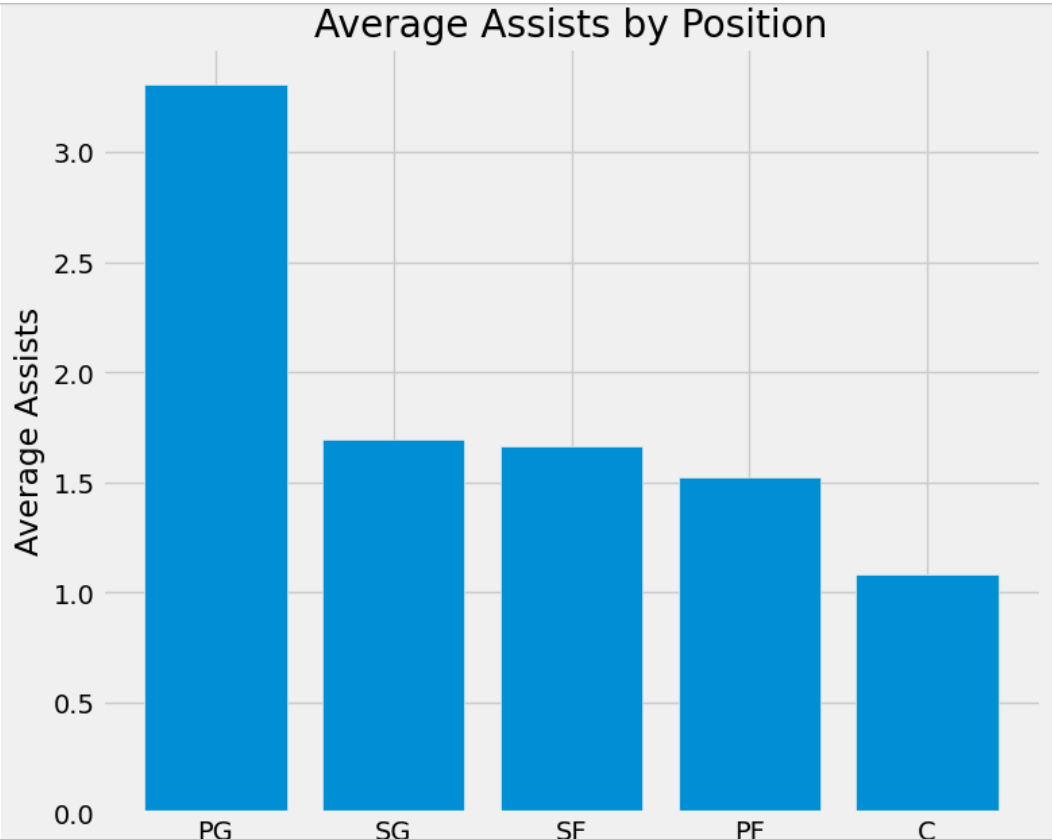 Average Assists by Position
Average Assists
3.0
2.5
2.0
1.5
1.0
0.5
0.0
PG
SG
SF
PF
C